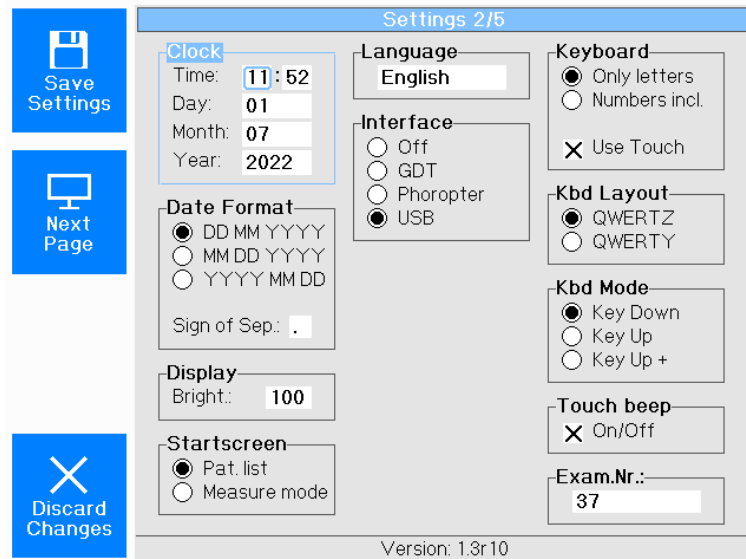 Settings 2/5
Save
Settings
Next
Page
Discard
Changes
Clock
Time: 11:52
Day: 01
Month: 07
Year: 2022
Date Format
DD MM YYYY
MM DD YYYY
YYYY MM DD
Sign of Sep.: .
Display
Bright.: 100
Startscreen
Pat. list
Measure mode
Language
English
Interface
Off
GDT
Phoropter
USB
Keyboard
Only letters
Numbers incl.
Use Touch
Kbd Layout
QWERTZ
QWERTY
Kbd Mode
Key Down
Key Up
Key Up +
Touch beep
On/Off
Exam.Nr.:
37
Version: 1.3r10